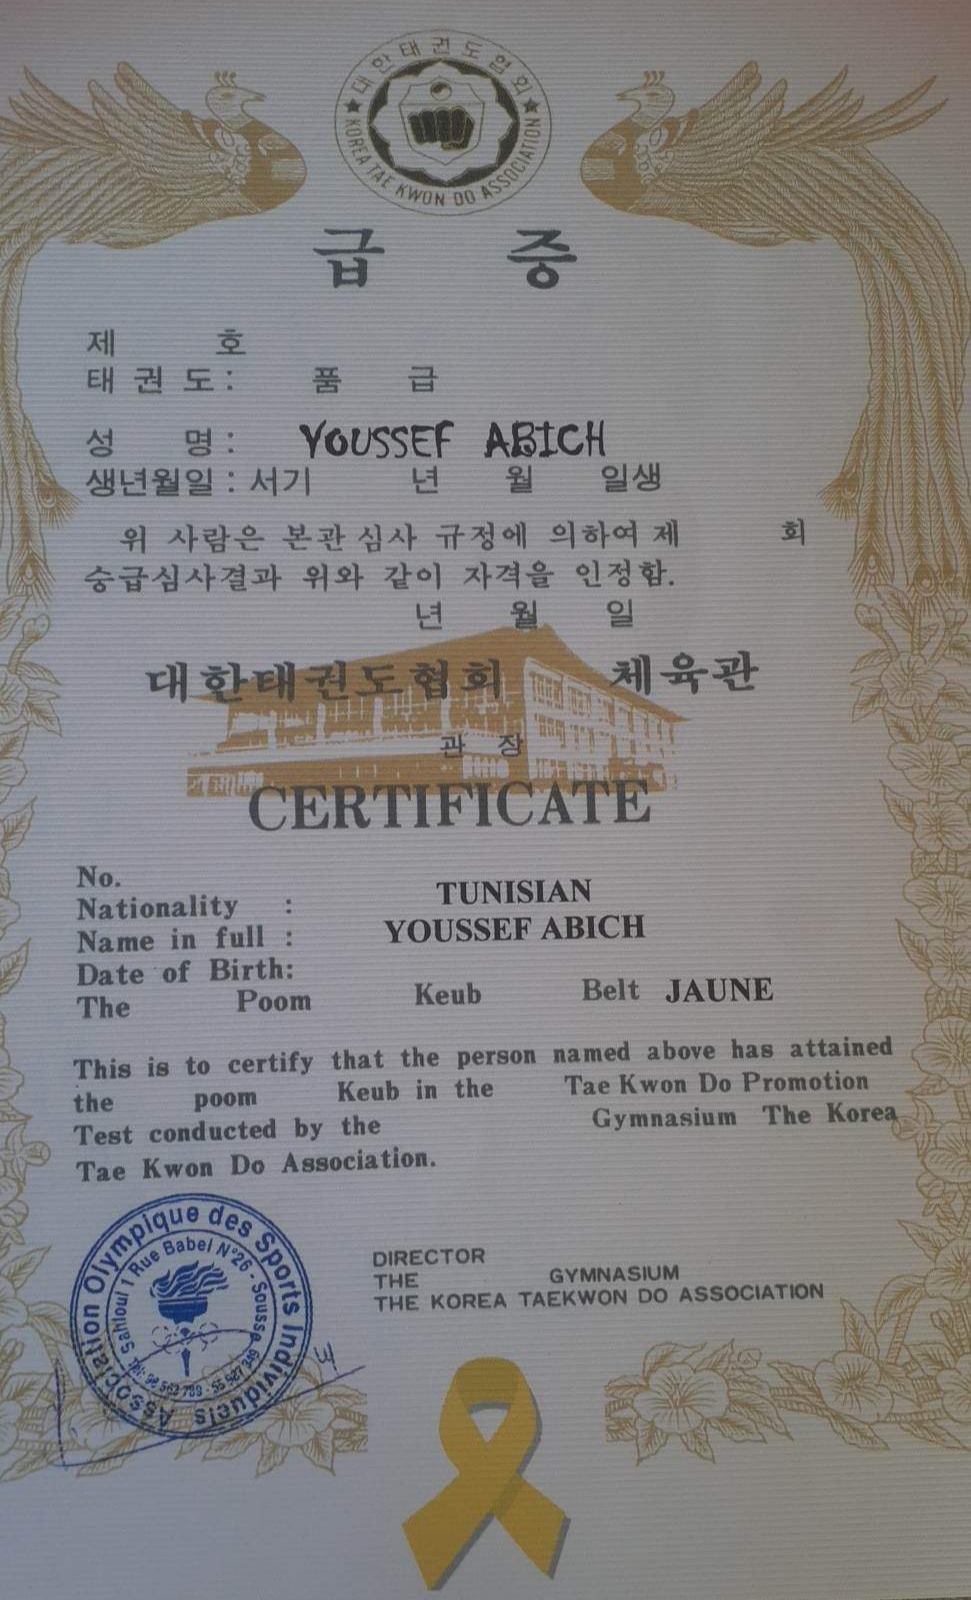 대한태권도협회
KOREA TAE KWON DO ASSOCIATION
급 증
제 호
태 권 도 : 품 급
성 명 : YOUSSEF ABICH
생년월일 : 서기 년 월 일생
위 사람은 본관 심사 규정에 의하여 제 회
승급심사결과 위와 같이 자격을 인정함.
년 월 일
대한태권도협회 체육관
관 장
CERTIFICATE
No.
Nationality : TUNISIAN
Name in full : YOUSSEF ABICH
Date of Birth:
The Poom Keub Belt JAUNE
This is to certify that the person named above has attained
the poom Keub in the Tae Kwon Do Promotion
Test conducted by the Gymnasium The Korea
Tae Kwon Do Association.
Association Olympique des Sports Individuels
Sahloul 1 Rue Babel N°26 - Sousse
DIRECTOR
THE GYMNASIUM
THE KOREA TAEKWON DO ASSOCIATION